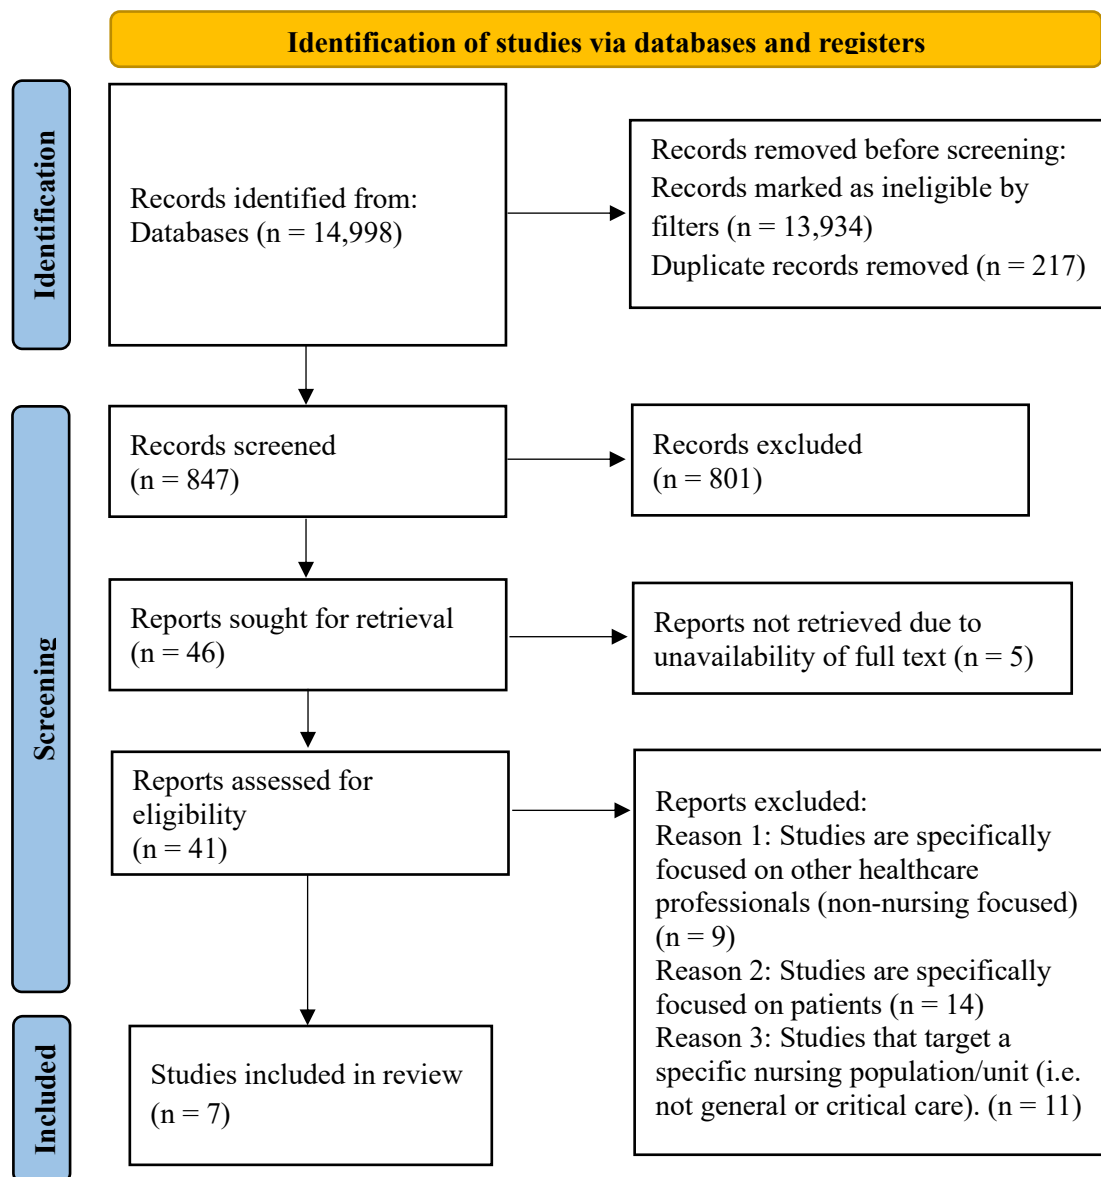 Identification of studies via databases and registers
Identification
Records identified from:
Databases (n = 14,998)
Records removed before screening:
Records marked as ineligible by
filters (n = 13,934)
Duplicate records removed (n = 217)
Screening
Records screened
(n = 847)
Records excluded
(n = 801)
Reports sought for retrieval
(n = 46)
Reports not retrieved due to
unavailability of full text (n = 5)
Reports assessed for
eligibility
(n = 41)
Reports excluded:
Reason 1: Studies are specifically
focused on other healthcare
professionals (non-nursing focused)
(n = 9)
Reason 2: Studies are specifically
focused on patients (n = 14)
Reason 3: Studies that target a
specific nursing population/unit (i.e.
not general or critical care). (n = 11)
Included
Studies included in review
(n = 7)